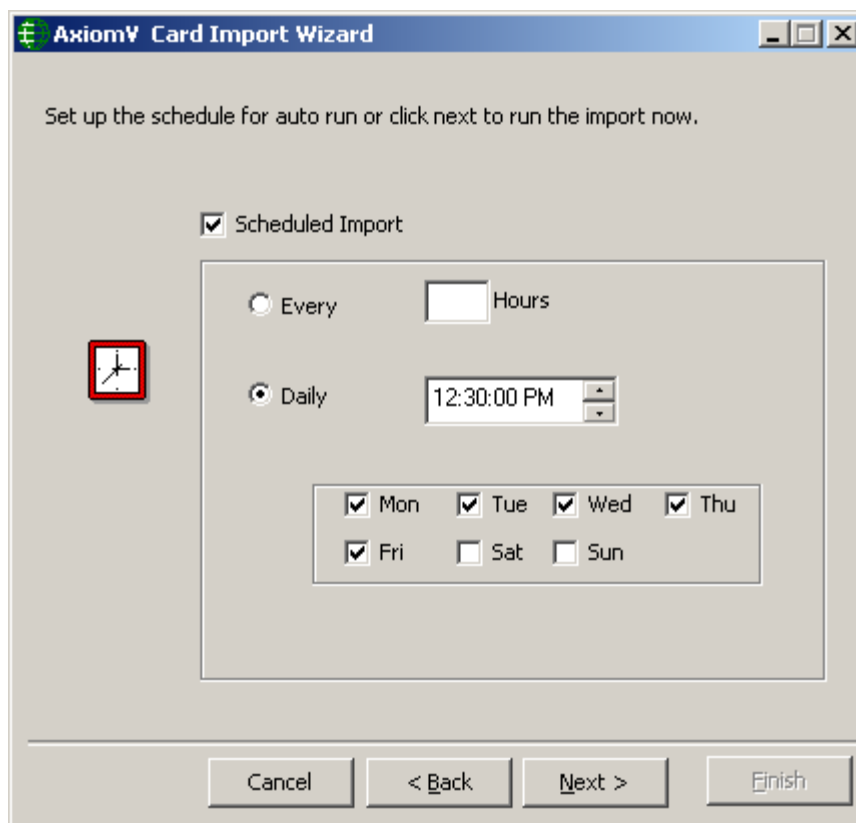 AxiomV Card Import Wizard
Set up the schedule for auto run or click next to run the import now.
Scheduled Import
Every Hours
Daily 12:30:00 PM
Mon Tue Wed Thu
Fri Sat Sun
Cancel < Back Next > Finish